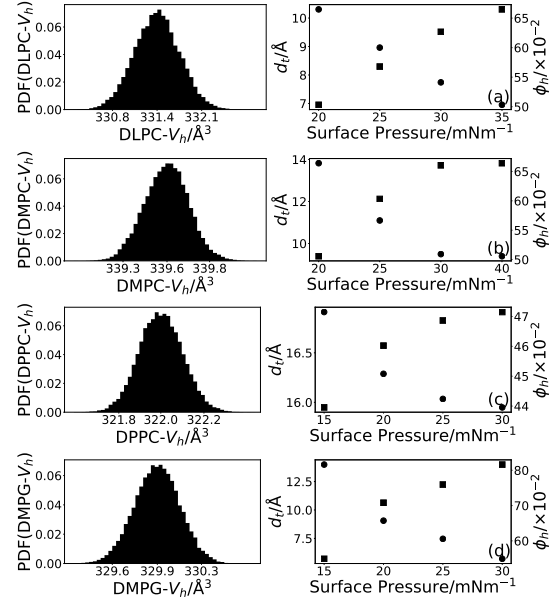 PDF(DLPC-Vh)
0.06
0.04
0.02
0.00
330.8 331.4 332.1
DLPC-Vh/Å³
dt/Å
10
9
8
7
20 25 30 35
Surface Pressure/mNm⁻¹
(a)
65
60
55
50
ϕh/×10⁻²
PDF(DMPC-Vh)
0.06
0.04
0.02
0.00
339.3 339.6 339.8
DMPC-Vh/Å³
dt/Å
14
12
10
20 25 30 35
Surface Pressure/mNm⁻¹
(b)
65
60
55
50
ϕh/×10⁻²
PDF(DPPC-Vh)
0.06
0.04
0.02
0.00
321.8 322.0 322.2
DPPC-Vh/Å³
dt/Å
16.5
16.0
15 20 25 30
Surface Pressure/mNm⁻¹
(c)
47
46
45
44
ϕh/×10⁻²
PDF(DMPG-Vh)
0.06
0.04
0.02
0.00
329.6 329.9 330.3
DMPG-Vh/Å³
dt/Å
12.5
10.0
7.5
15 20 25 30
Surface Pressure/mNm⁻¹
(d)
80
70
60
ϕh/×10⁻²